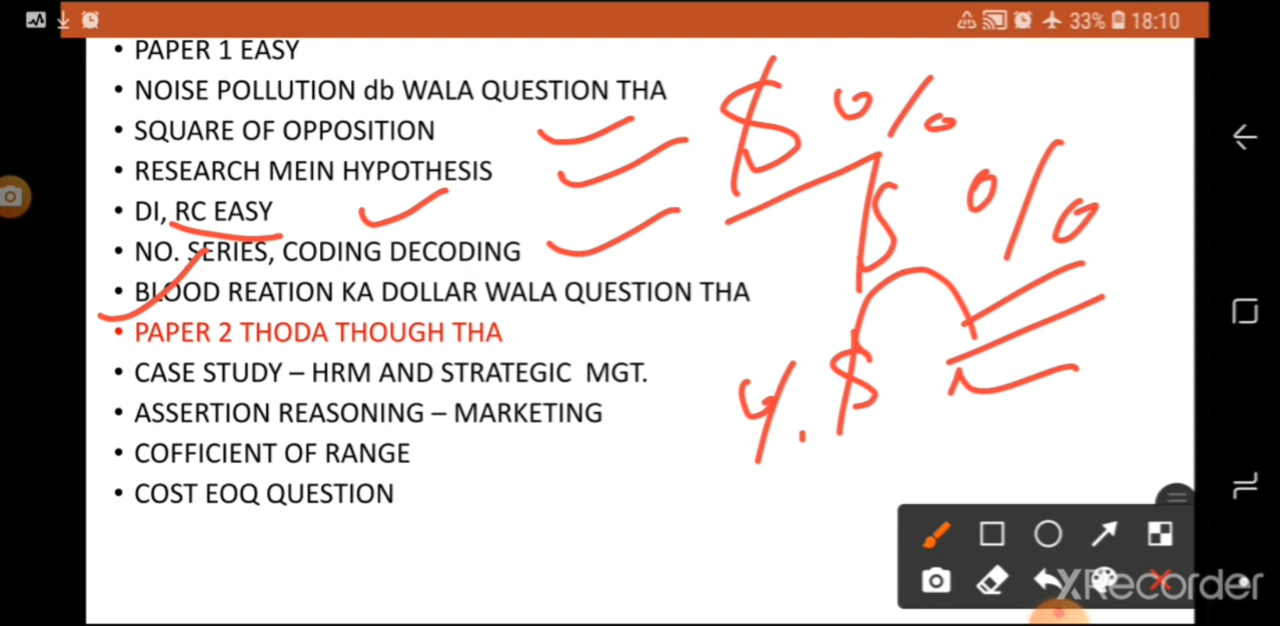 33% 18:10
• PAPER 1 EASY
• NOISE POLLUTION db WALA QUESTION THA
• SQUARE OF OPPOSITION
• RESEARCH MEIN HYPOTHESIS
• DI, RC EASY
• NO. SERIES, CODING DECODING
• BLOOD REATION KA DOLLAR WALA QUESTION THA
• PAPER 2 THODA THOUGH THA
• CASE STUDY – HRM AND STRATEGIC MGT.
• ASSERTION REASONING – MARKETING
• COFFICIENT OF RANGE
• COST EOQ QUESTION
$ %
%
$
XRecorder